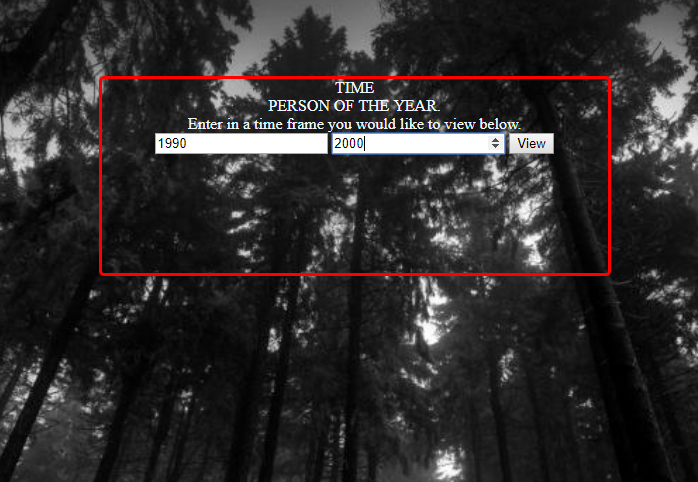 TIME
PERSON OF THE YEAR.
Enter in a time frame you would like to view below.
1990 2000 View